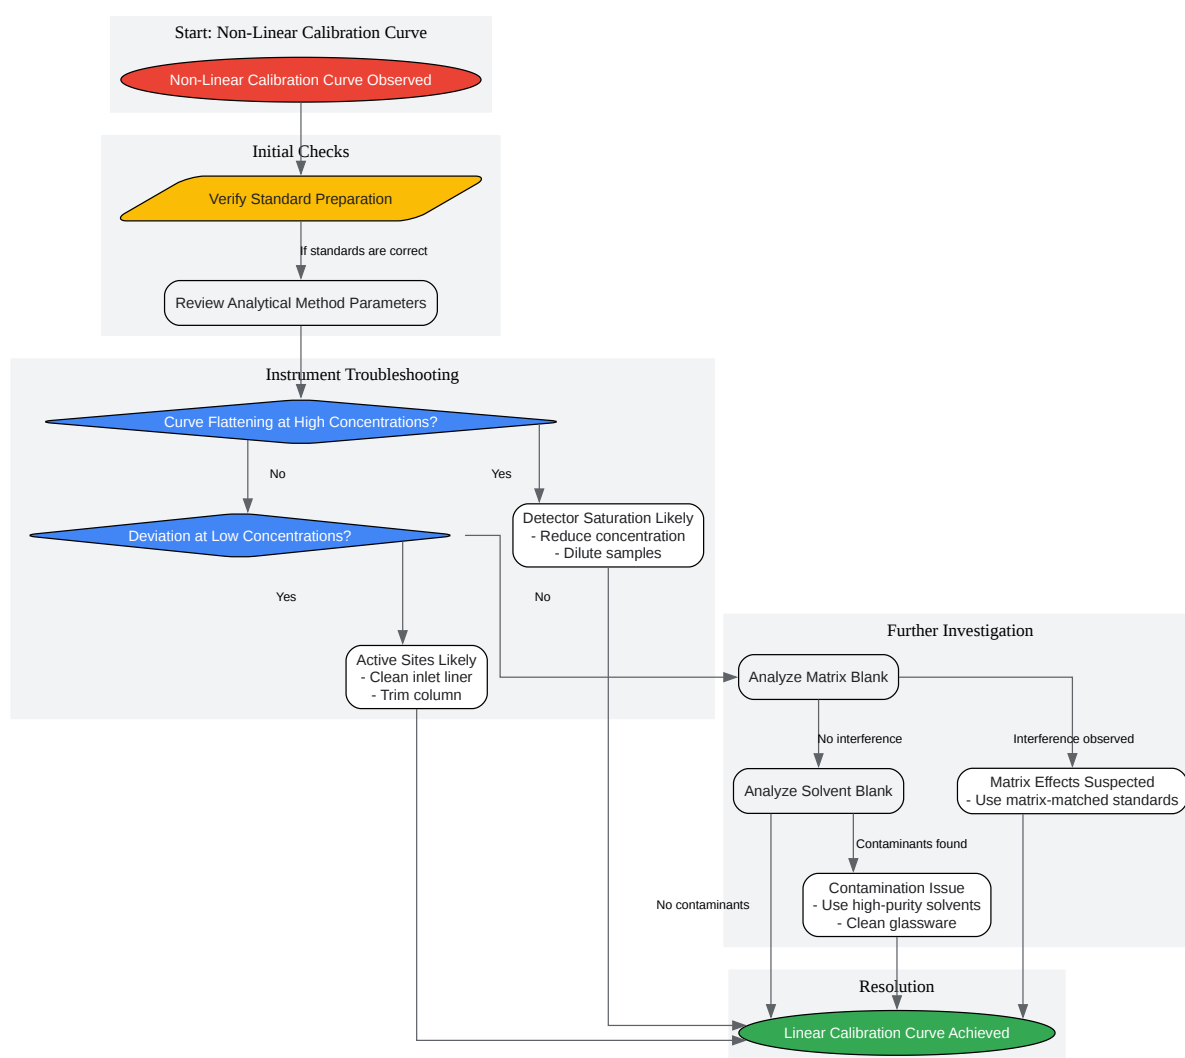 Start: Non-Linear Calibration Curve
Non-Linear Calibration Curve Observed
Initial Checks
Verify Standard Preparation
If standards are correct
Review Analytical Method Parameters
Instrument Troubleshooting
Curve Flattening at High Concentrations?
No
Yes
Deviation at Low Concentrations?
Detector Saturation Likely
- Reduce concentration
- Dilute samples
Yes
No
Active Sites Likely
- Clean inlet liner
- Trim column
Further Investigation
Analyze Matrix Blank
No interference
Interference observed
Analyze Solvent Blank
Matrix Effects Suspected
- Use matrix-matched standards
Contaminants found
Contamination Issue
- Use high-purity solvents
- Clean glassware
No contaminants
Resolution
Linear Calibration Curve Achieved